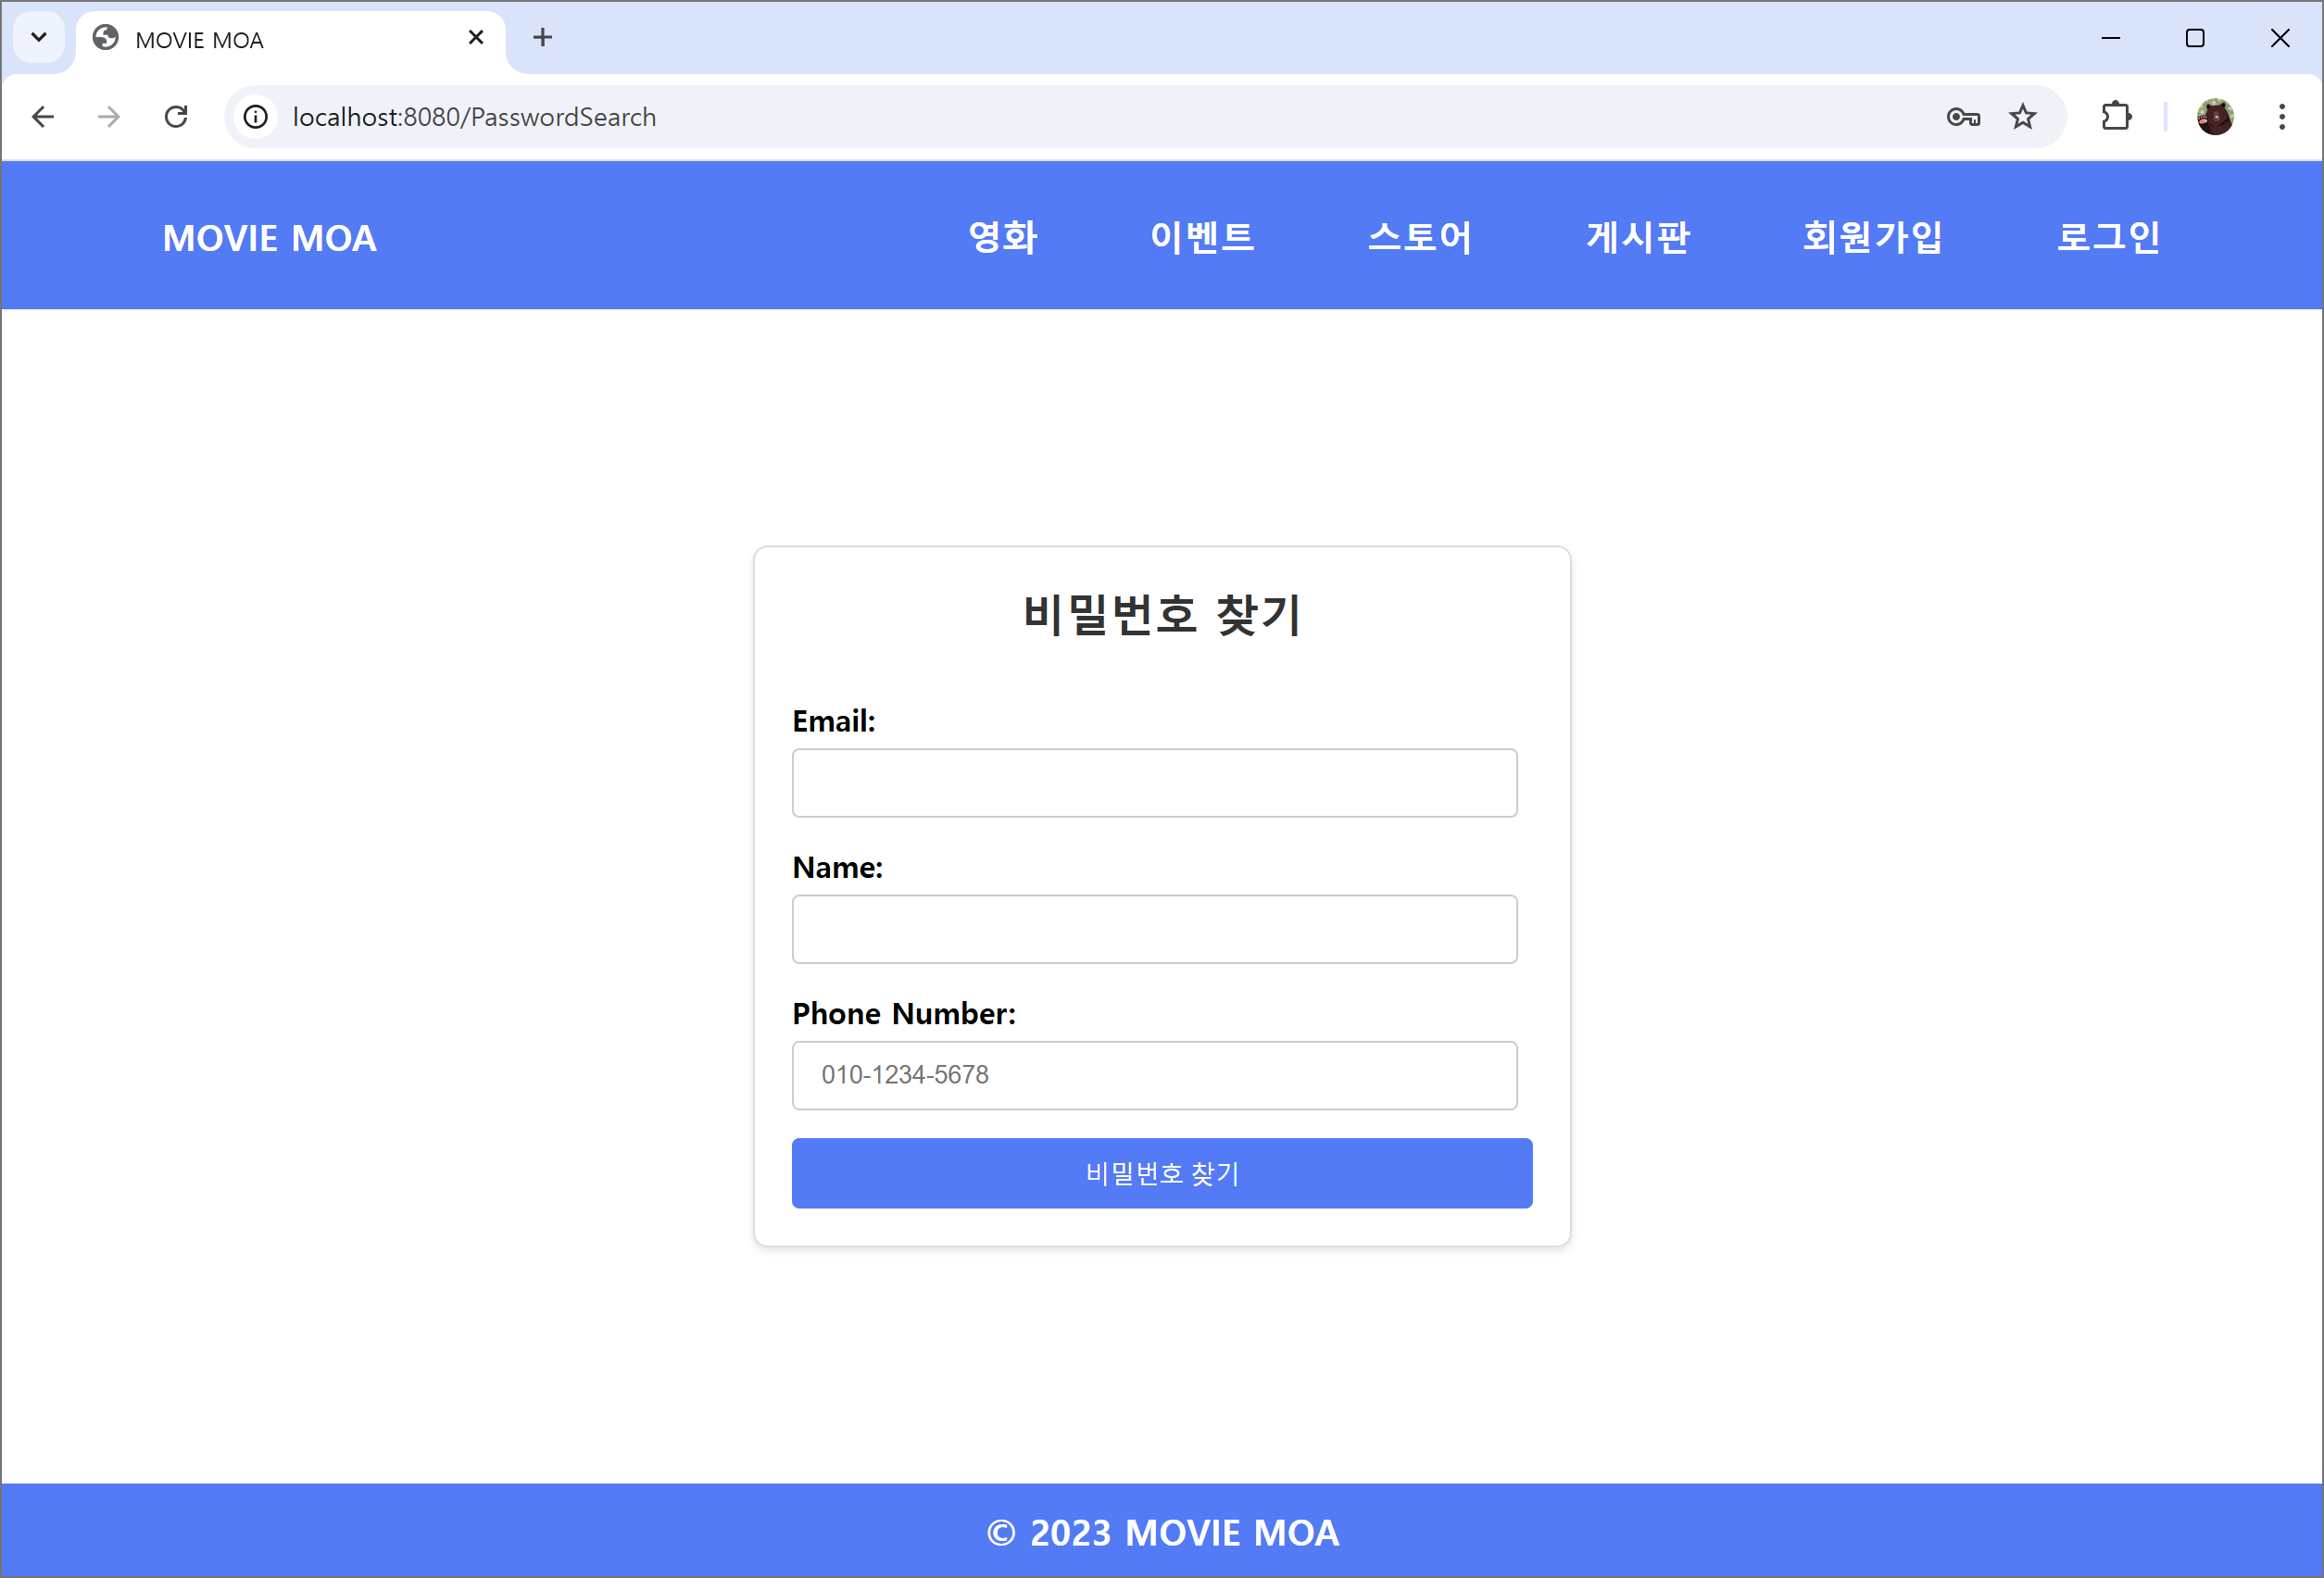 MOVIE MOA
localhost:8080/PasswordSearch
MOVIE MOA 영화 이벤트 스토어 게시판 회원가입 로그인
비밀번호 찾기
Email:
Name:
Phone Number:
010-1234-5678
비밀번호 찾기
© 2023 MOVIE MOA